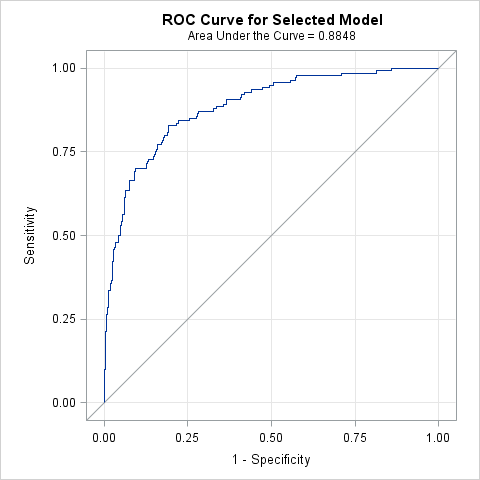 ROC Curve for Selected Model
Area Under the Curve = 0.8848
1.00
0.75
0.50
0.25
0.00
Sensitivity
0.00 0.25 0.50 0.75 1.00
1 - Specificity